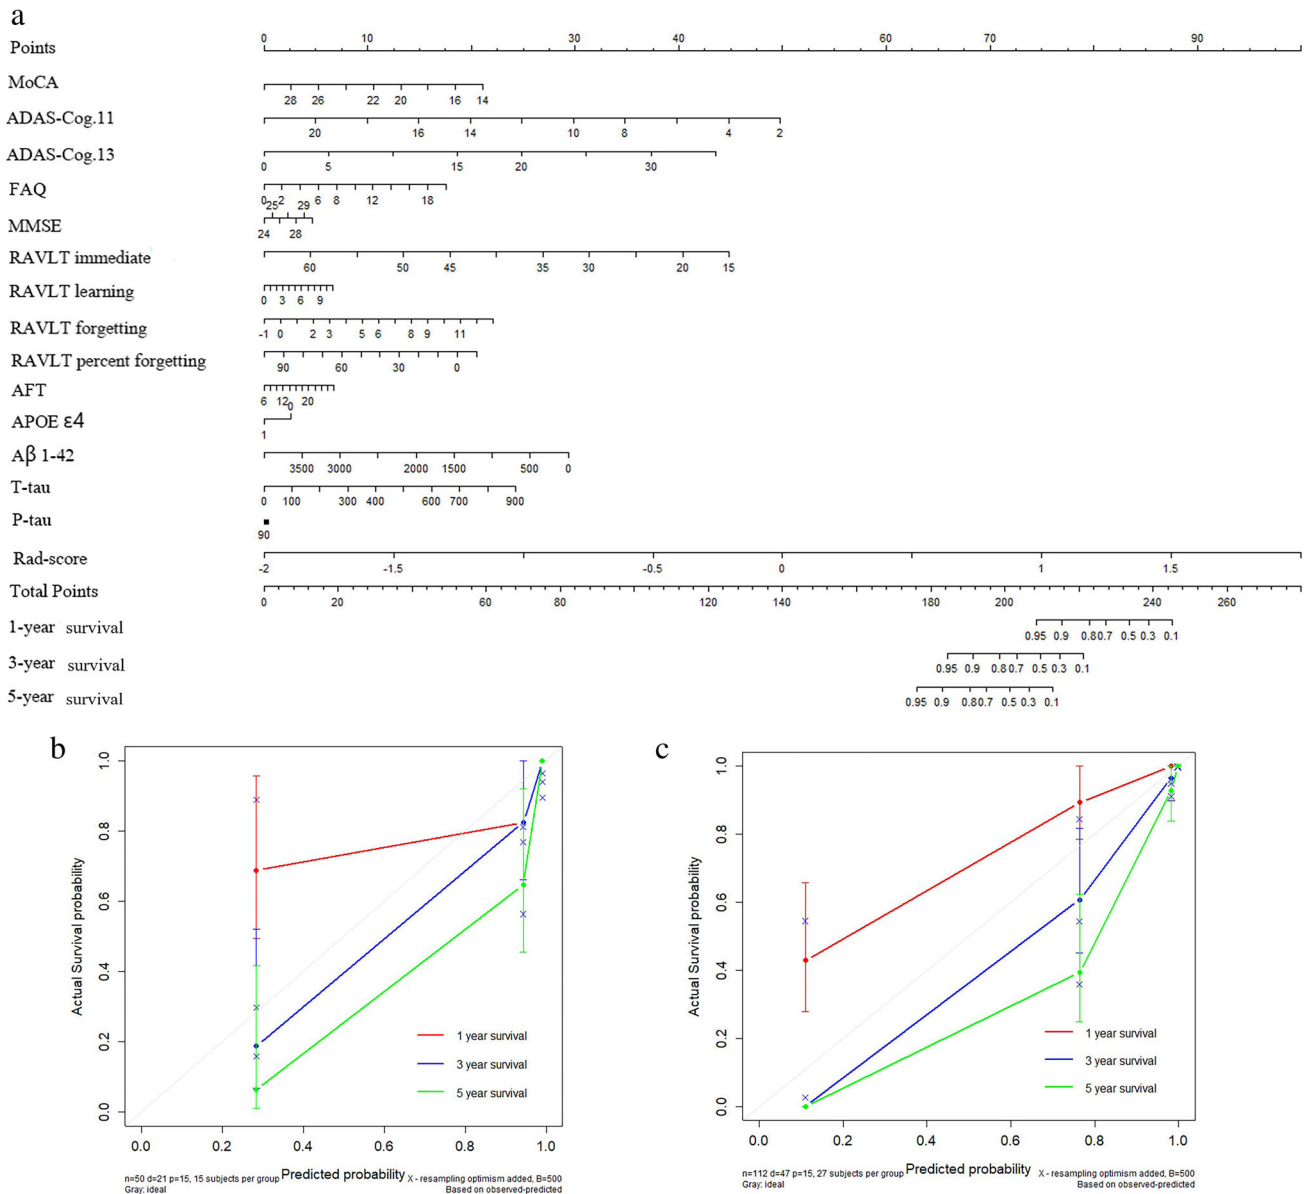 a
Points 0 10 30 40 60 70 90
MoCA 28 26 22 20 16 14
ADAS-Cog.11 20 16 14 10 8 4 2
ADAS-Cog.13 0 5 15 20 30
FAQ 0 2 6 8 12 18
25 29
MMSE 24 28
RAVLT immediate 60 50 45 35 30 20 15
RAVLT learning 0 3 6 9
RAVLT forgetting -1 0 2 3 5 6 8 9 11
RAVLT percent forgetting 90 60 30 0
AFT 6 12 20
0
APOE ε4 1
Aβ 1-42 3500 3000 2000 1500 500 0
T-tau 0 100 300 400 600 700 900
P-tau 90
Rad-score -2 -1.5 -0.5 0 1 1.5
Total Points 0 20 60 80 120 140 180 200 240 260
1-year survival 0.95 0.9 0.8 0.7 0.5 0.3 0.1
3-year survival 0.95 0.9 0.8 0.7 0.5 0.3 0.1
5-year survival 0.95 0.9 0.8 0.7 0.5 0.3 0.1
b
Actual Survival probability
1.0
0.8
0.6
0.4
0.2
0.0
1 year survival
3 year survival
5 year survival
0.0 0.2 0.4 0.6 0.8 1.0
Predicted probability
n=50 d=21 p=15, 15 subjects per group
Gray: ideal
X - resampling optimism added, B=500
Based on observed-predicted
c
Actual Survival probability
1.0
0.8
0.6
0.4
0.2
0.0
1 year survival
3 year survival
5 year survival
0.0 0.2 0.4 0.6 0.8 1.0
Predicted probability
n=112 d=47 p=15, 27 subjects per group
Gray: ideal
X - resampling optimism added, B=500
Based on observed-predicted